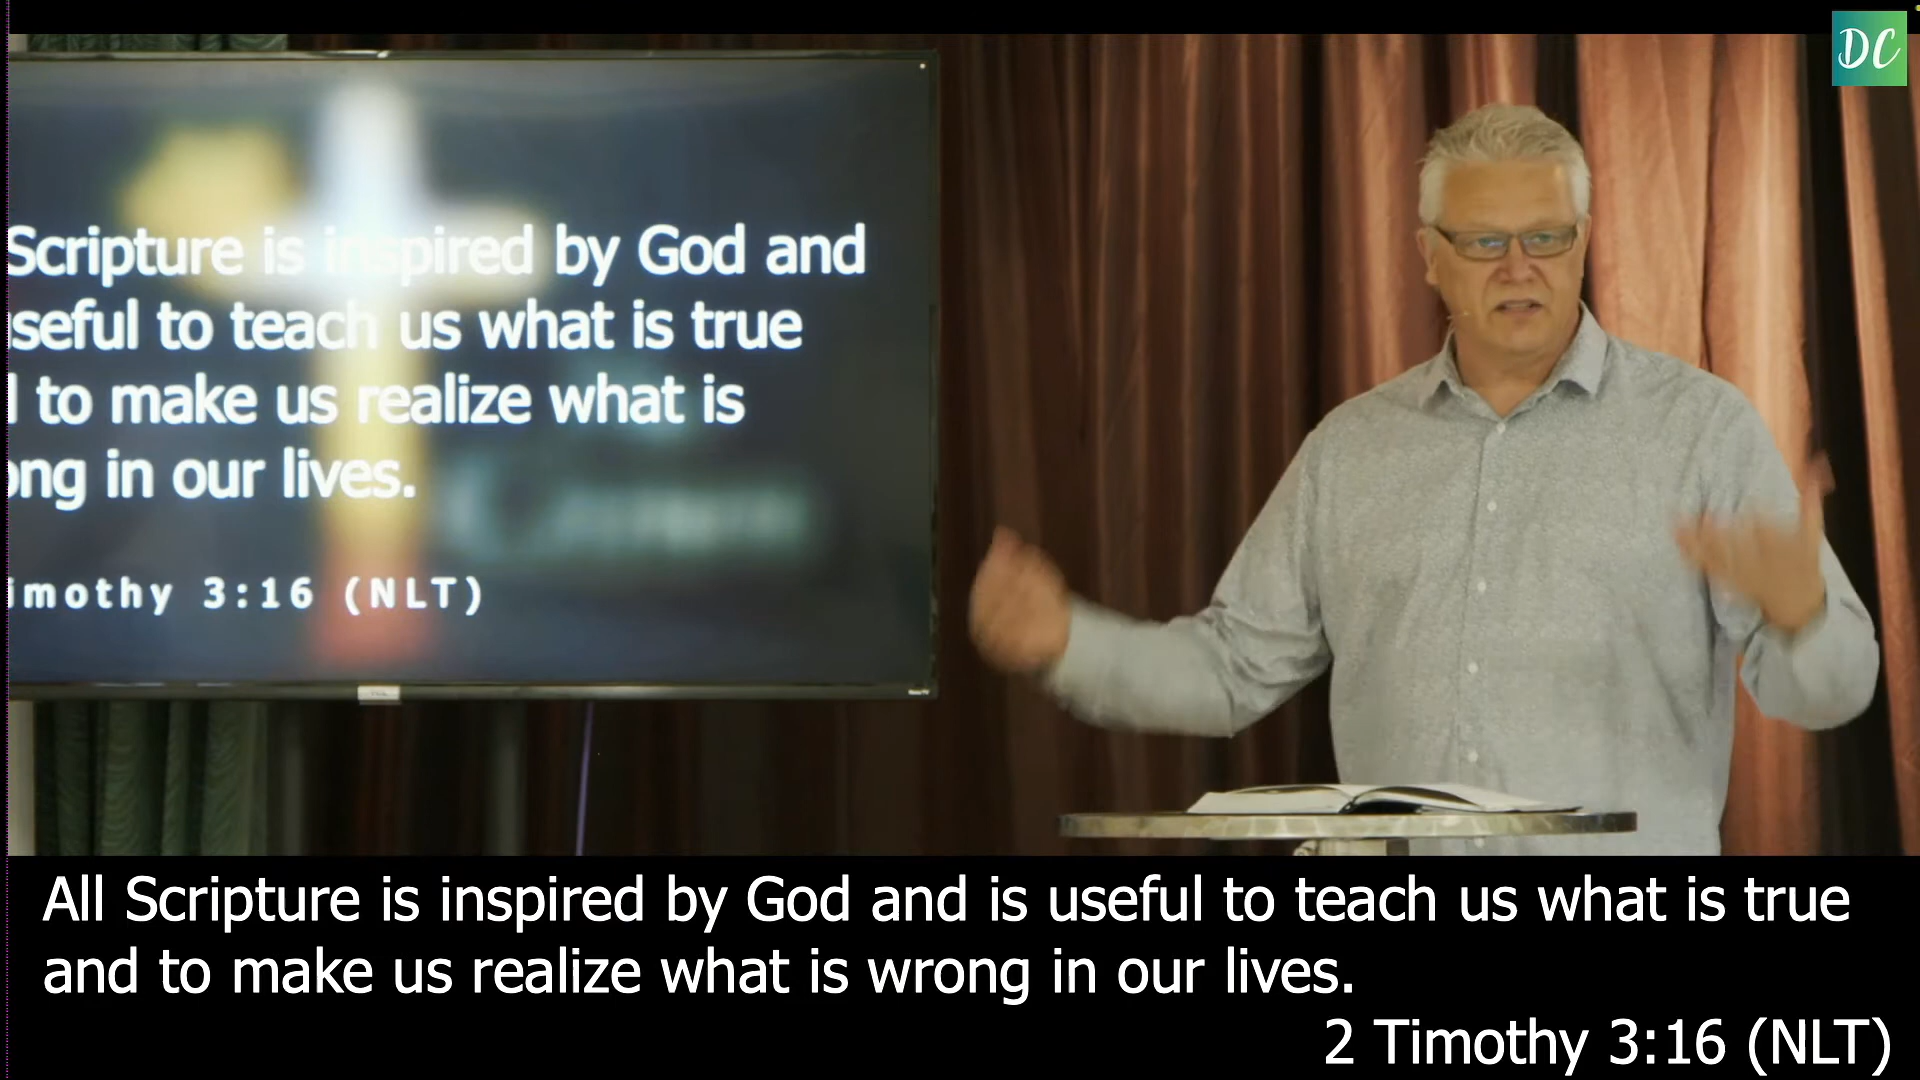 DC
Scripture is inspired by God and
seful to teach us what is true
to make us realize what is
ong in our lives.
imothy 3:16 (NLT)
All Scripture is inspired by God and is useful to teach us what is true
and to make us realize what is wrong in our lives.
2 Timothy 3:16 (NLT)